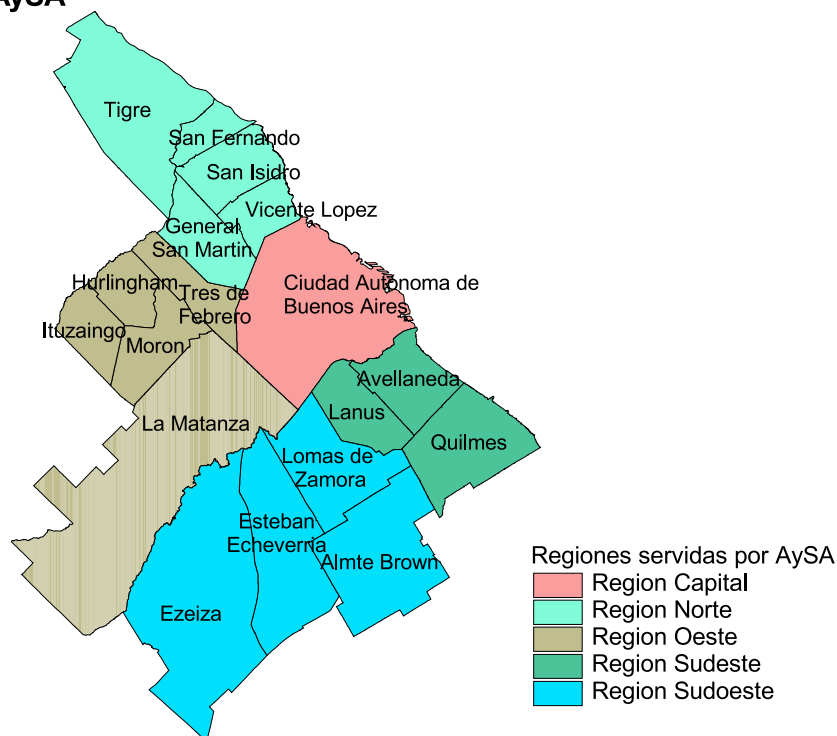 AySA
Tigre
San Fernando
San Isidro
Vicente Lopez
General
San Martin
Hurlingham
Tres de
Febrero
Ciudad Autónoma de
Buenos Aires
Ituzaingo
Moron
Avellaneda
Lanus
La Matanza
Quilmes
Lomas de
Zamora
Esteban
Echeverria
Almte Brown
Ezeiza
Regiones servidas por AySA
Region Capital
Region Norte
Region Oeste
Region Sudeste
Region Sudoeste